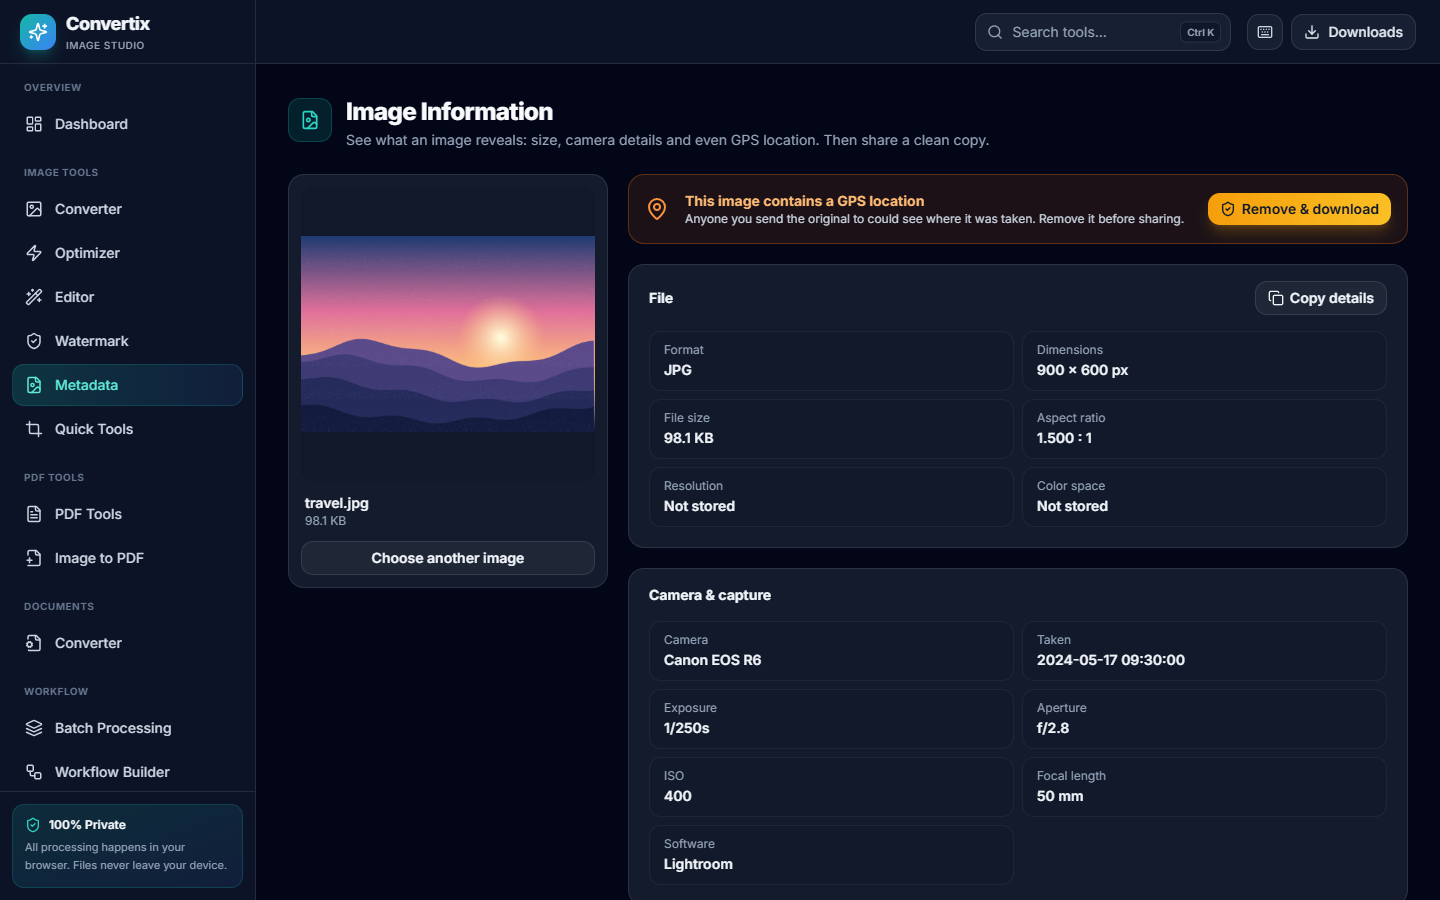 Convertix
IMAGE STUDIO
Search tools...
Ctrl K
Downloads
OVERVIEW
Dashboard
IMAGE TOOLS
Converter
Optimizer
Editor
Watermark
Metadata
Quick Tools
PDF TOOLS
PDF Tools
Image to PDF
DOCUMENTS
Converter
WORKFLOW
Batch Processing
Workflow Builder
100% Private
All processing happens in your
browser. Files never leave your device.
Image Information
See what an image reveals: size, camera details and even GPS location. Then share a clean copy.
travel.jpg
98.1 KB
Choose another image
This image contains a GPS location
Anyone you send the original to could see where it was taken. Remove it before sharing.
Remove & download
File
Copy details
Format
JPG
Dimensions
900 × 600 px
File size
98.1 KB
Aspect ratio
1.500 : 1
Resolution
Not stored
Color space
Not stored
Camera & capture
Camera
Canon EOS R6
Taken
2024-05-17 09:30:00
Exposure
1/250s
Aperture
f/2.8
ISO
400
Focal length
50 mm
Software
Lightroom